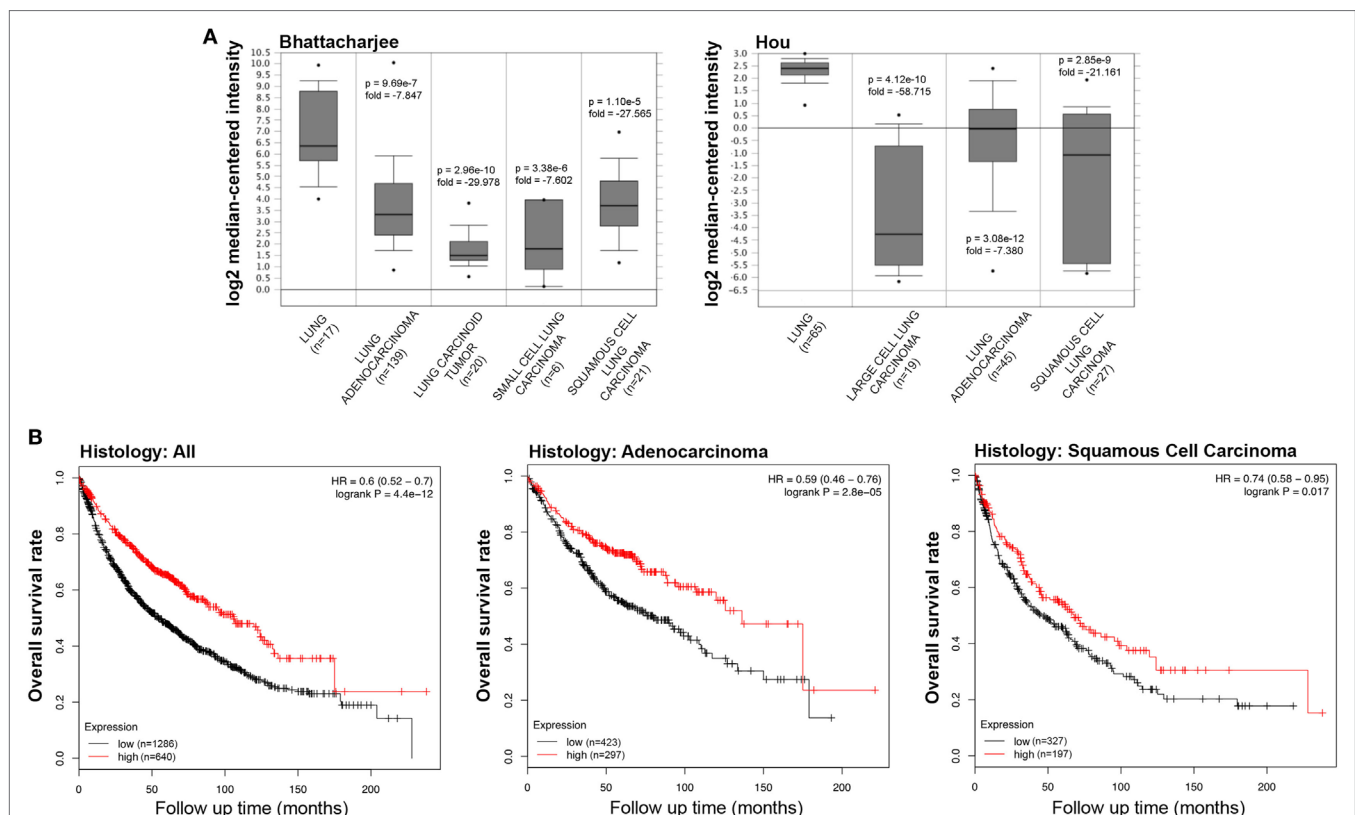 A
Bhattacharjee
log2 median-centered intensity
10.5
10.0
9.5
9.0
8.5
8.0
7.5
7.0
6.5
6.0
5.5
5.0
4.5
4.0
3.5
3.0
2.5
2.0
1.5
1.0
0.5
0.0
p = 9.69e-7
fold = -7.847
p = 2.96e-10
fold = -29.978
p = 3.38e-6
fold = -7.602
p = 1.10e-5
fold = -27.565
LUNG
(n=17)
LUNG
ADENOCARCINOMA
(n=139)
LUNG CARCINOID
TUMOR
(n=20)
SMALL CELL LUNG
CARCINOMA
(n=6)
SQUAMOUS CELL
LUNG
CARCINOMA
(n=21)
Hou
log2 median-centered intensity
3.0
2.5
2.0
1.5
1.0
0.5
0.0
-0.5
-1.0
-1.5
-2.0
-2.5
-3.0
-3.5
-4.0
-4.5
-5.0
-5.5
-6.0
-6.5
p = 4.12e-10
fold = -58.715
p = 3.08e-12
fold = -7.380
p = 2.85e-9
fold = -21.161
LUNG
(n=65)
LARGE CELL LUNG
CARCINOMA
(n=19)
LUNG
ADENOCARCINOMA
(n=45)
SQUAMOUS CELL
LUNG
CARCINOMA
(n=27)
B
Histology: All
Overall survival rate
1.0
0.8
0.6
0.4
0.2
0.0
HR = 0.6 (0.52 – 0.7)
logrank P = 4.4e-12
Expression
low (n=1286)
high (n=640)
0 50 100 150 200
Follow up time (months)
Histology: Adenocarcinoma
Overall survival rate
1.0
0.8
0.6
0.4
0.2
0.0
HR = 0.59 (0.46 – 0.76)
logrank P = 2.8e-05
Expression
low (n=423)
high (n=297)
0 50 100 150 200
Follow up time (months)
Histology: Squamous Cell Carcinoma
Overall survival rate
1.0
0.8
0.6
0.4
0.2
0.0
HR = 0.74 (0.58 – 0.95)
logrank P = 0.017
Expression
low (n=327)
high (n=197)
0 50 100 150 200
Follow up time (months)